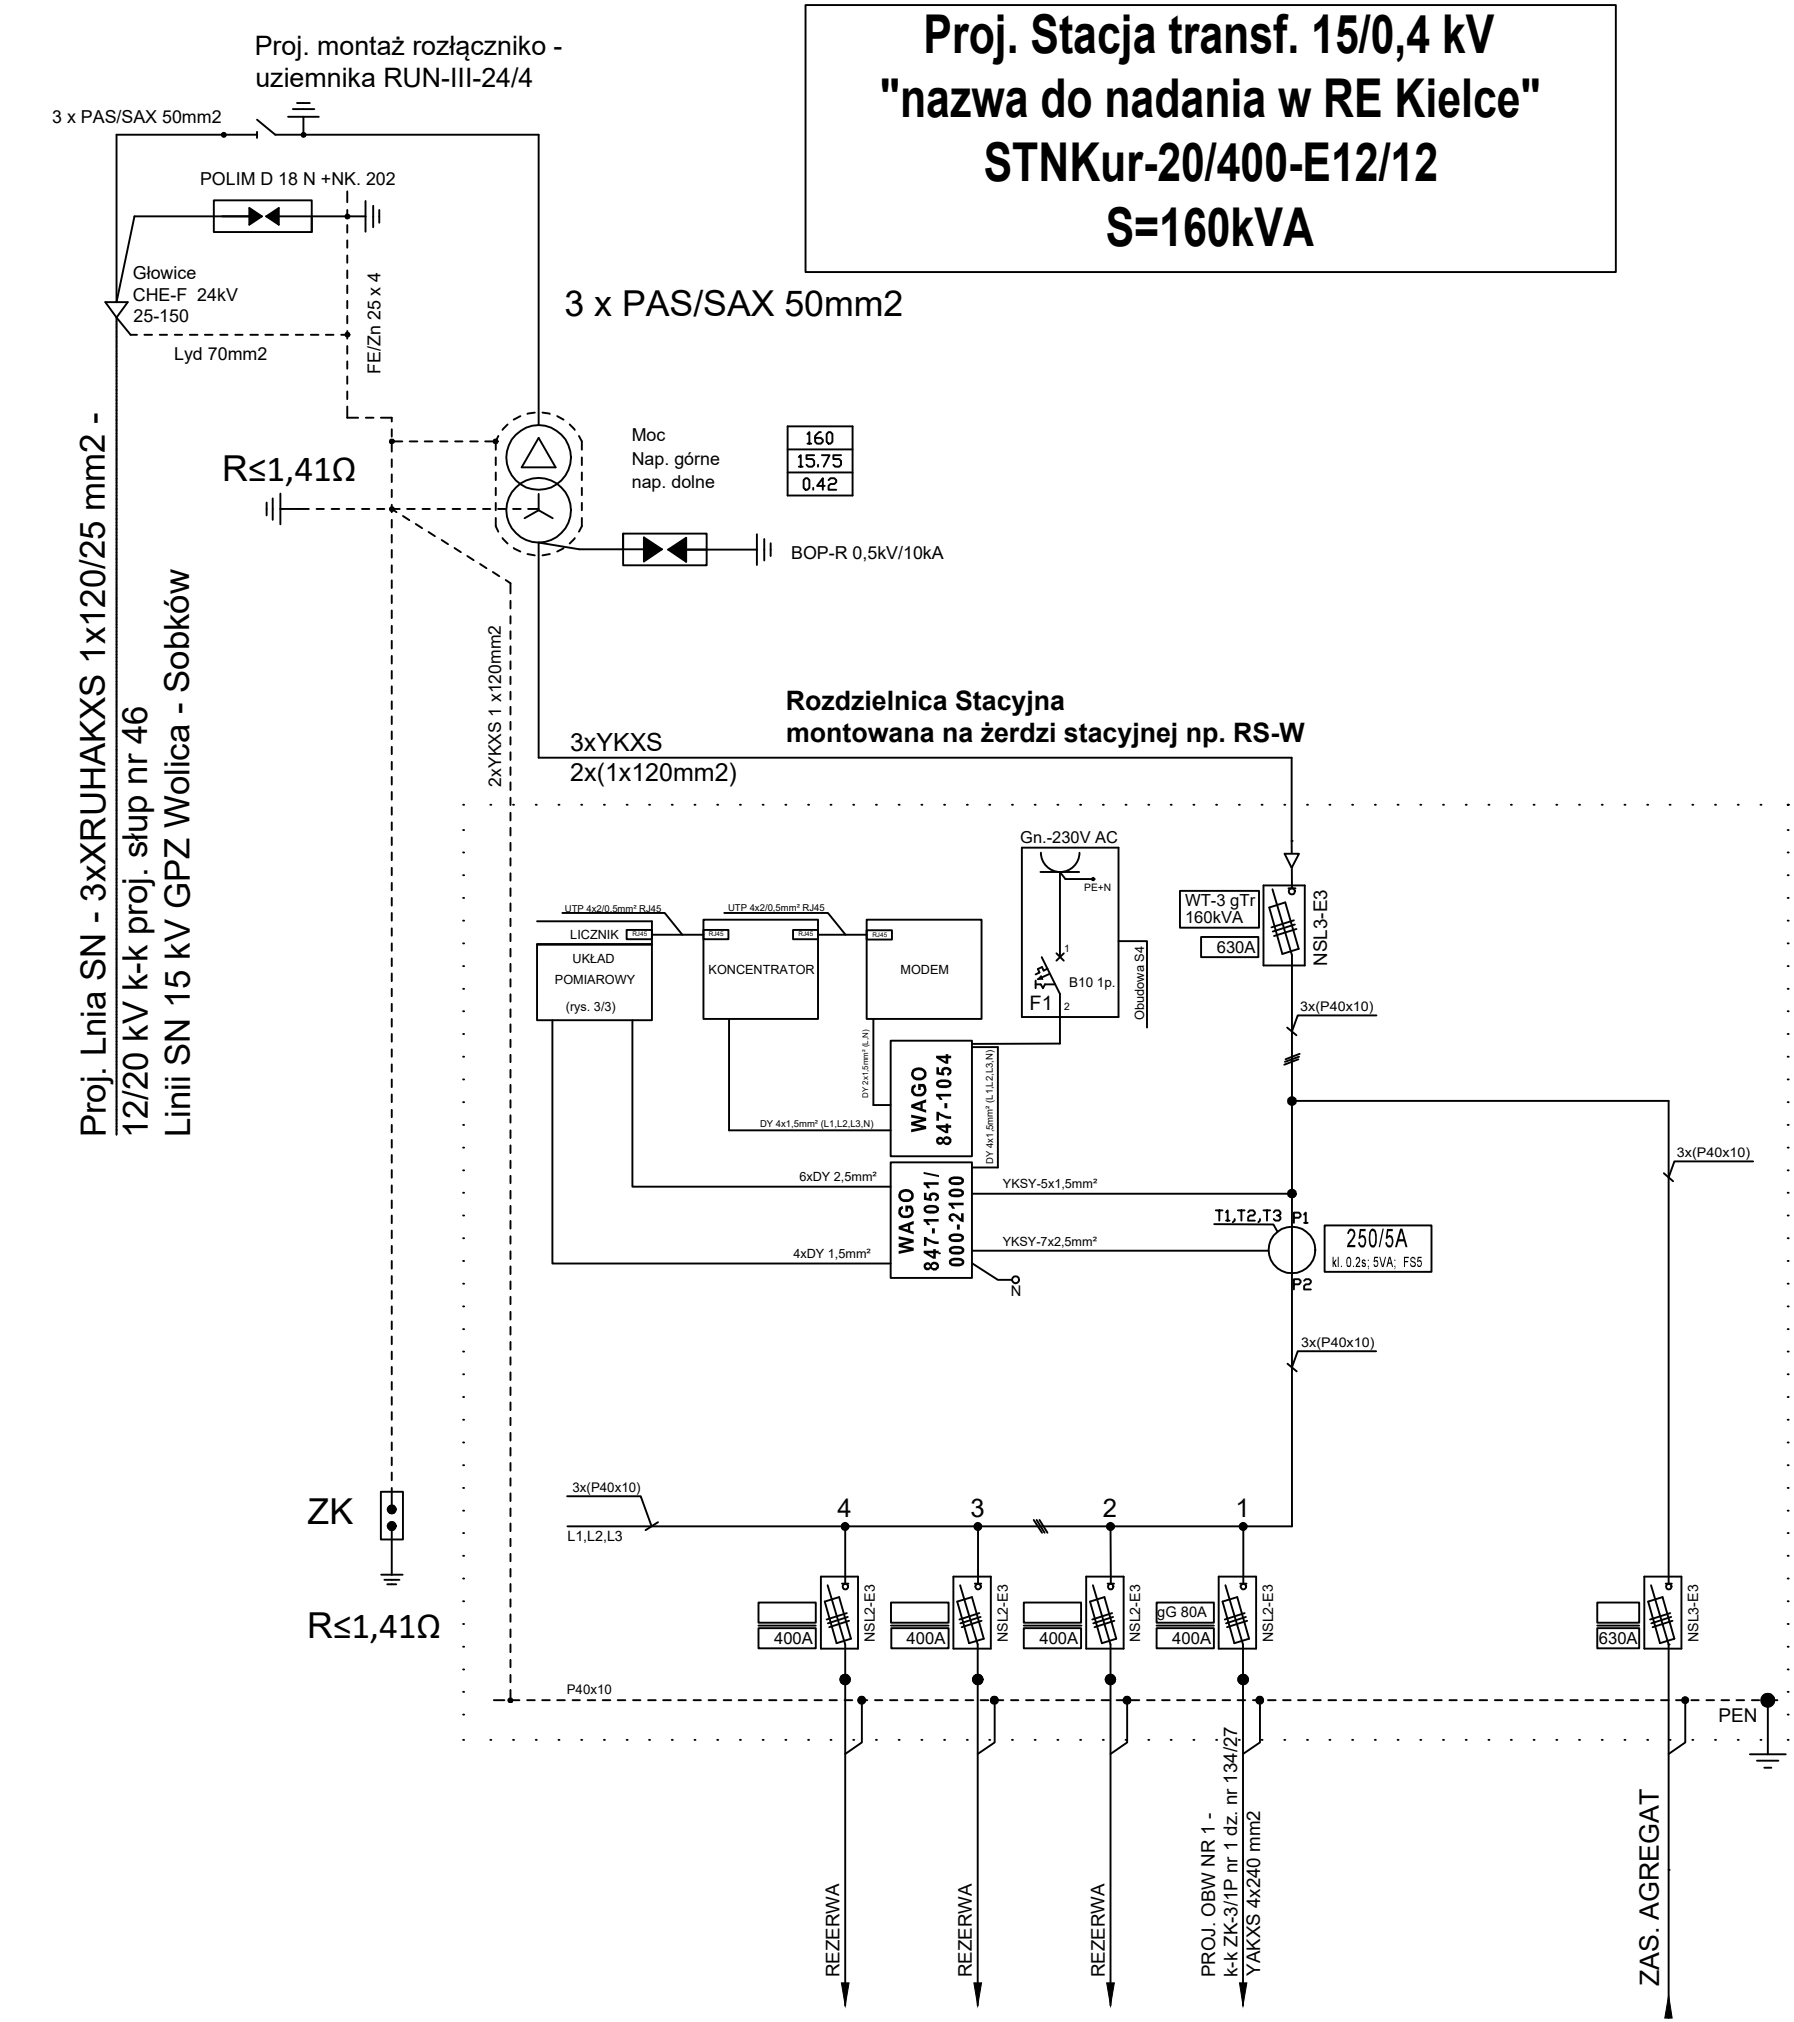 Proj. Stacja transf. 15/0,4 kV
"nazwa do nadania w RE Kielce"
STNKur-20/400-E12/12
S=160kVA
Proj. montaż rozłączniko -
uziemnika RUN-III-24/4
3 x PAS/SAX 50mm2
POLIM D 18 N +NK. 202
Głowice
CHE-F 24kV
25-150
Lyd 70mm2
FE/Zn 25 x 4
3 x PAS/SAX 50mm2
Proj. Lnia SN - 3xXRUHAKXS 1x120/25 mm2 -
12/20 kV k-k proj. słup nr 46
Linii SN 15 kV GPZ Wolica - Sobków
R≤1,41Ω
Moc 160
Nap. górne 15.75
nap. dolne 0.42
BOP-R 0,5kV/10kA
2xYKXS 1 x120mm2
Rozdzielnica Stacyjna
montowana na żerdzi stacyjnej np. RS-W
3xYKXS
2x(1x120mm2)
Gn.-230V AC
PE+N
1
B10 1p.
F1
2
Obudowa S4
WT-3 gTr
160kVA
630A
NSL3-E3
UTP 4x2/0,5mm² RJ45
UTP 4x2/0,5mm² RJ45
LICZNIK
RJ45
RJ45
RJ45
RJ45
UKŁAD
POMIAROWY
(rys. 3/3)
KONCENTRATOR
MODEM
3x(P40x10)
DY 2x1,5mm² (L,N)
WAGO
847-1054
DY 4x1,5mm² (L1,L2,L3,N)
DY 4x1,5mm² (L1,L2,L3,N)
3x(P40x10)
6xDY 2,5mm²
WAGO
847-1051/
000-2100
YKSY-5x1,5mm²
T1,T2,T3
P1
250/5A
kl. 0.2s; 5VA; FS5
4xDY 1,5mm²
YKSY-7x2,5mm²
P2
N
3x(P40x10)
ZK
R≤1,41Ω
3x(P40x10)
L1,L2,L3
4
3
2
1
400A
NSL2-E3
400A
NSL2-E3
400A
NSL2-E3
gG 80A
400A
NSL2-E3
630A
NSL3-E3
P40x10
PEN
REZERWA
REZERWA
REZERWA
PROJ. OBW NR 1 -
k-k ZK-3/1P nr 1 dz. nr 134/27
YAKXS 4x240 mm2
ZAS. AGREGAT